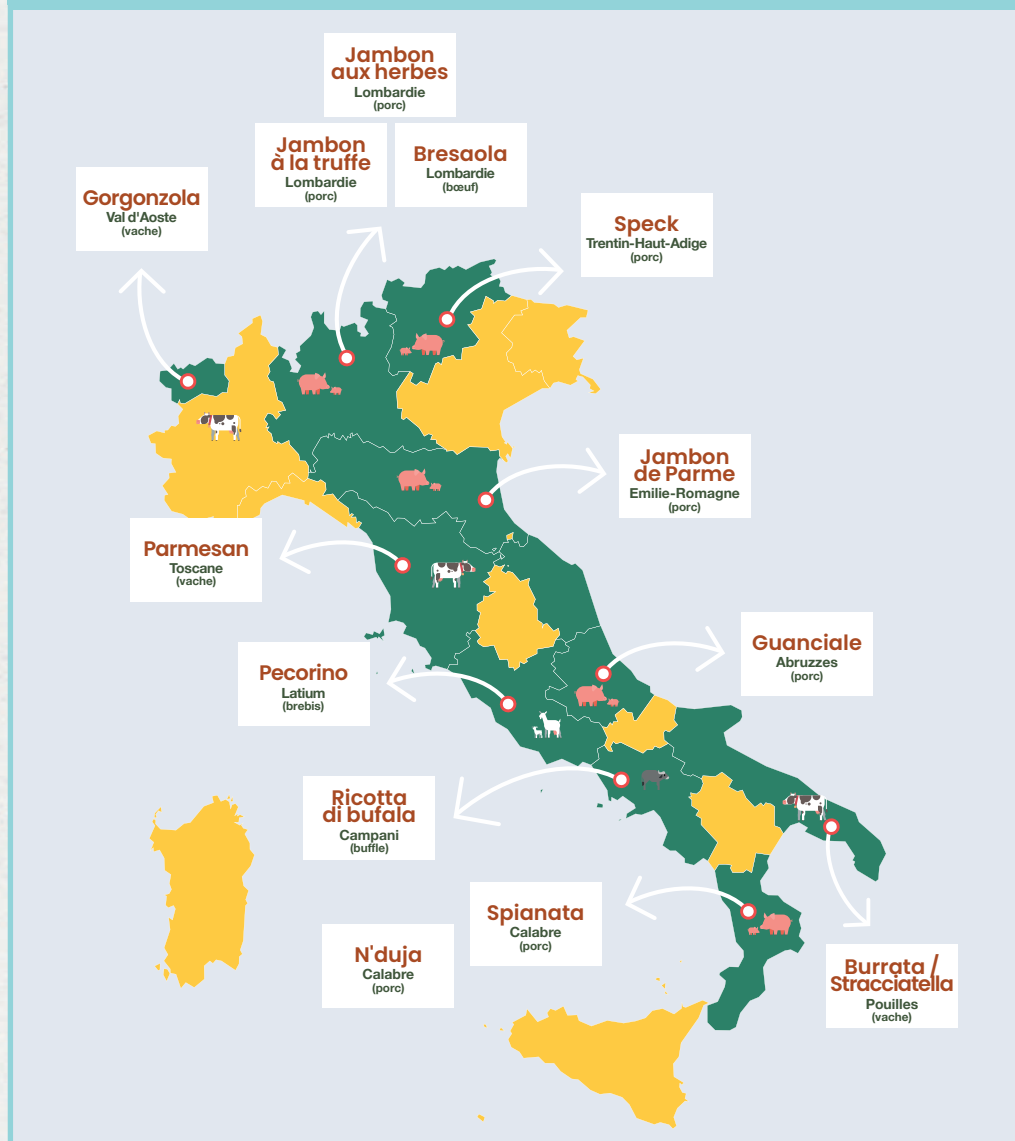 Jambon
aux herbes
Lombardie
(porc)
Jambon
à la truffe
Lombardie
(porc)
Bresaola
Lombardie
(bœuf)
Gorgonzola
Val d'Aoste
(vache)
Speck
Trentin-Haut-Adige
(porc)
Jambon
de Parme
Emilie-Romagne
(porc)
Parmesan
Toscane
(vache)
Guanciale
Abruzzes
(porc)
Pecorino
Latium
(brebis)
Ricotta
di bufala
Campani
(buffle)
Spianata
Calabre
(porc)
N'duja
Calabre
(porc)
Burrata /
Stracciatella
Pouilles
(vache)